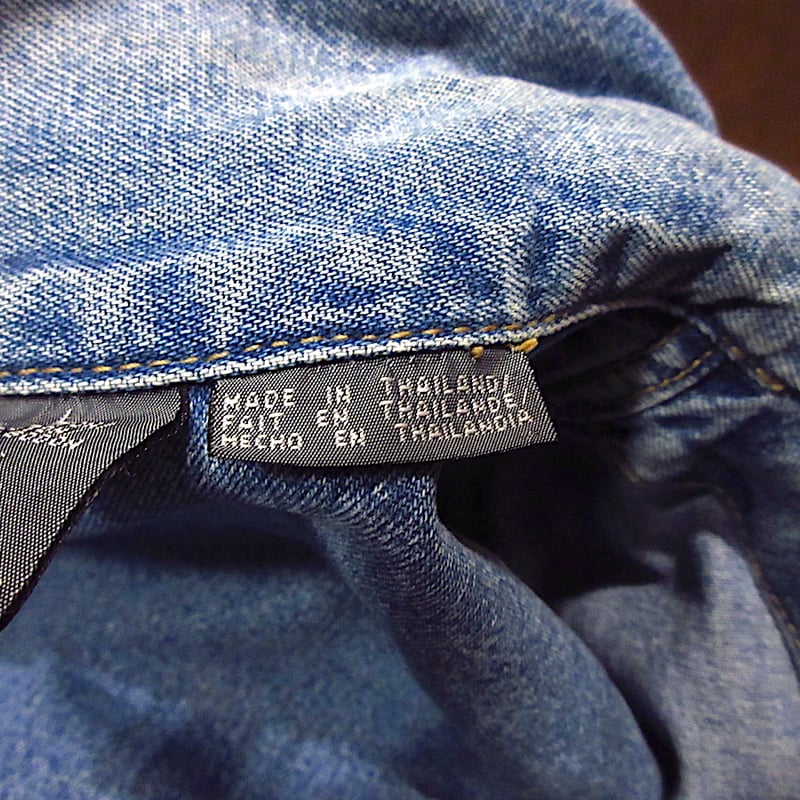 MADE IN THAILAND/
FAIT EN THAILANDE/
HECHO EN THAILANDIA